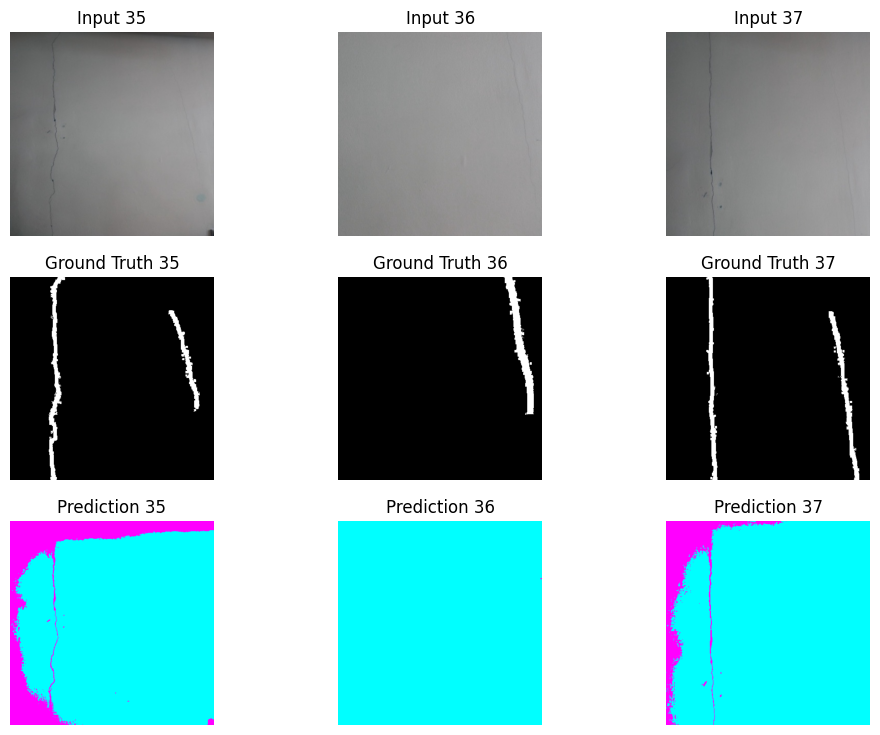 Input 35
Input 36
Input 37
Ground Truth 35
Ground Truth 36
Ground Truth 37
Prediction 35
Prediction 36
Prediction 37